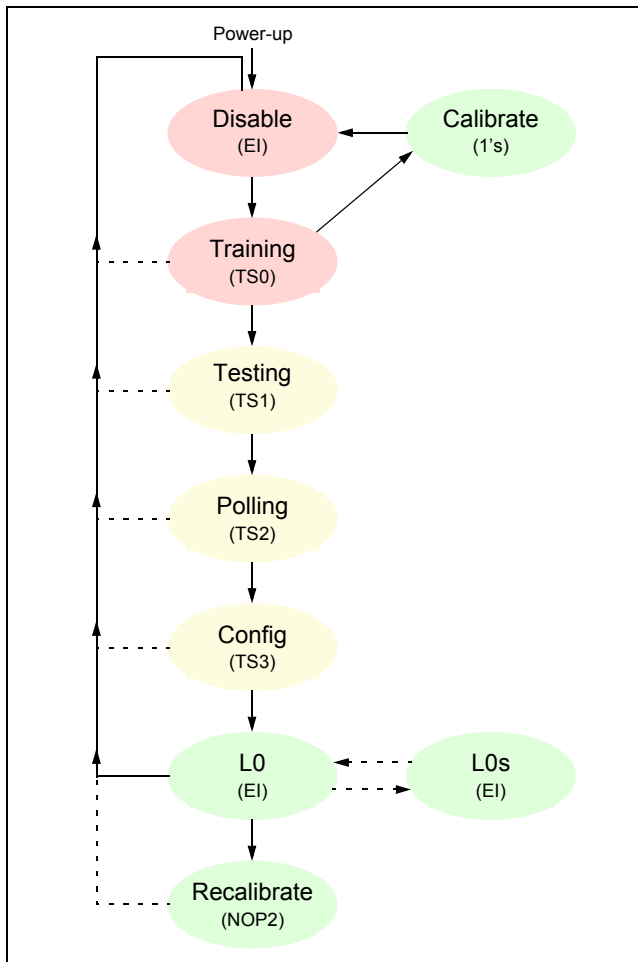 Power-up
Disable
(EI)
Calibrate
(1's)
Training
(TS0)
Testing
(TS1)
Polling
(TS2)
Config
(TS3)
L0
(EI)
L0s
(EI)
Recalibrate
(NOP2)